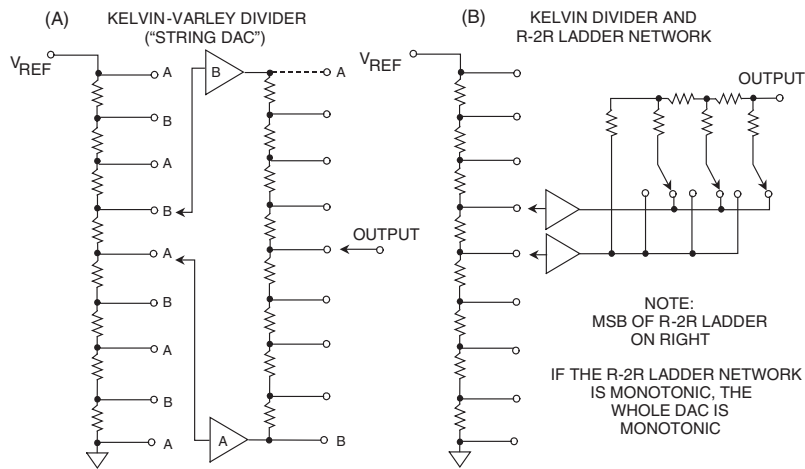 (A)
KELVIN-VARLEY DIVIDER
("STRING DAC")
VREF
A
B
A
B
A
B
A
B
A
B
A
A
OUTPUT
B
(B)
KELVIN DIVIDER AND
R-2R LADDER NETWORK
VREF
OUTPUT
NOTE:
MSB OF R-2R LADDER
ON RIGHT
IF THE R-2R LADDER NETWORK
IS MONOTONIC, THE
WHOLE DAC IS
MONOTONIC